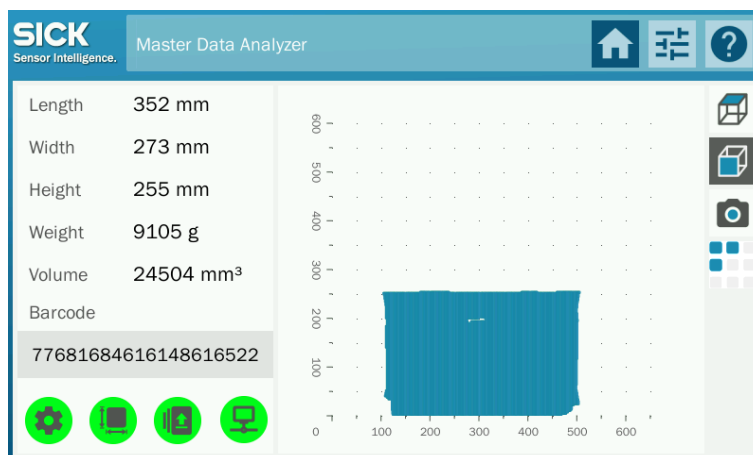 SICK
Sensor Intelligence.
Master Data Analyzer
?
Length 352 mm
Width 273 mm
Height 255 mm
Weight 9105 g
Volume 24504 mm³
Barcode
77681684616148616522
600
500
400
300
200
100
0 100 200 300 400 500 600